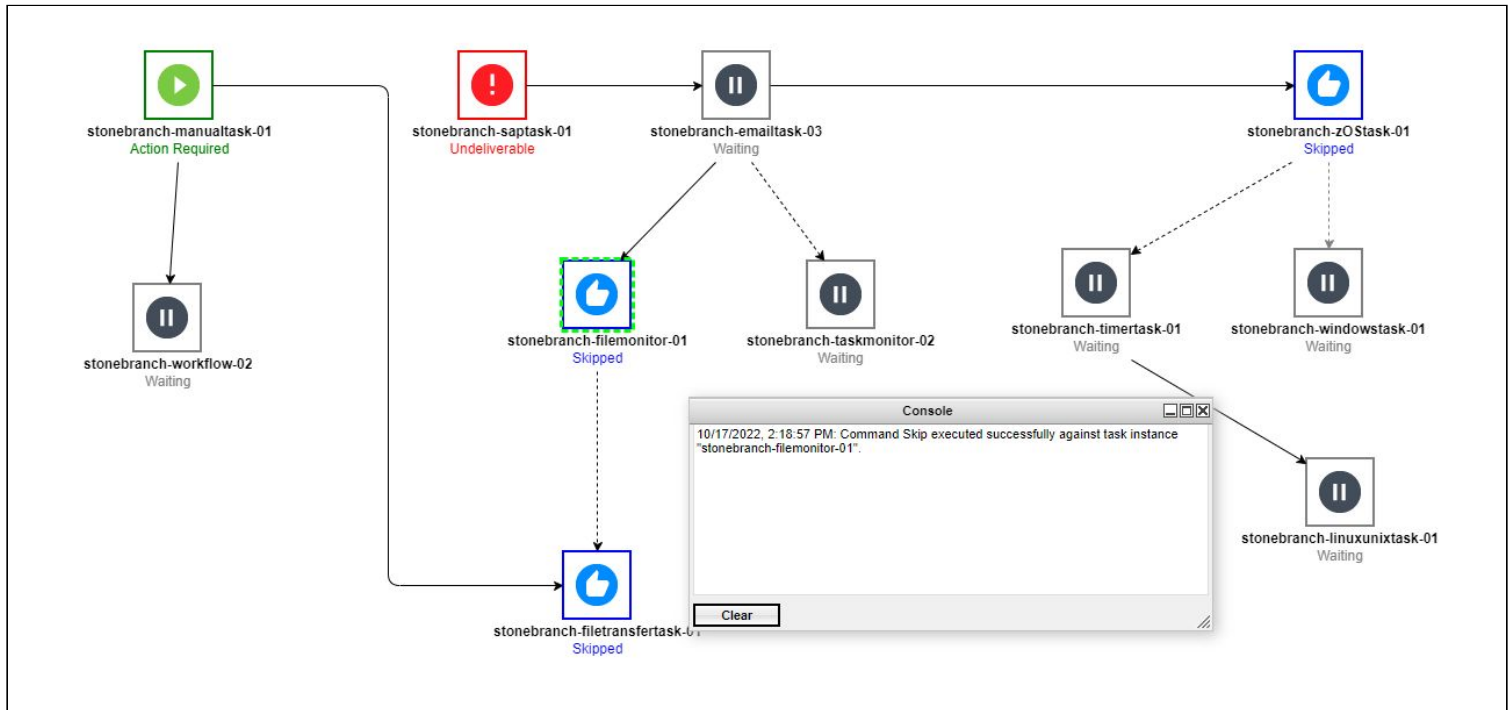 stonebranch-manualtask-01
Action Required
stonebranch-saptask-01
Undeliverable
stonebranch-emailtask-03
Waiting
stonebranch-zOStask-01
Skipped
stonebranch-workflow-02
Waiting
stonebranch-filemonitor-01
Skipped
stonebranch-taskmonitor-02
Waiting
stonebranch-timertask-01
Waiting
stonebranch-windowstask-01
Waiting
Console
10/17/2022, 2:18:57 PM: Command Skip executed successfully against task instance
"stonebranch-filemonitor-01".
Clear
stonebranch-linuxunixtask-01
Waiting
stonebranch-filetransfertask-01
Skipped